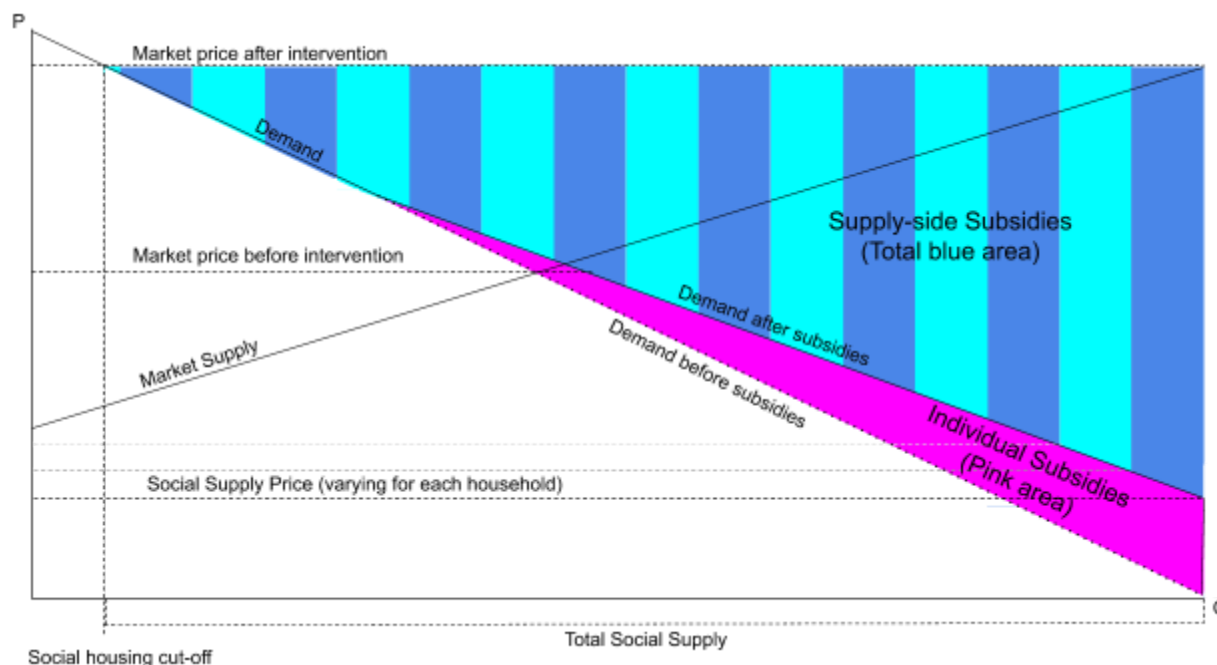 P
Market price after intervention
Demand
Supply-side Subsidies
(Total blue area)
Market price before intervention
Demand after subsidies
Demand before subsidies
Market Supply
Individual Subsidies
(Pink area)
Social Supply Price (varying for each household)
Total Social Supply
Social housing cut-off